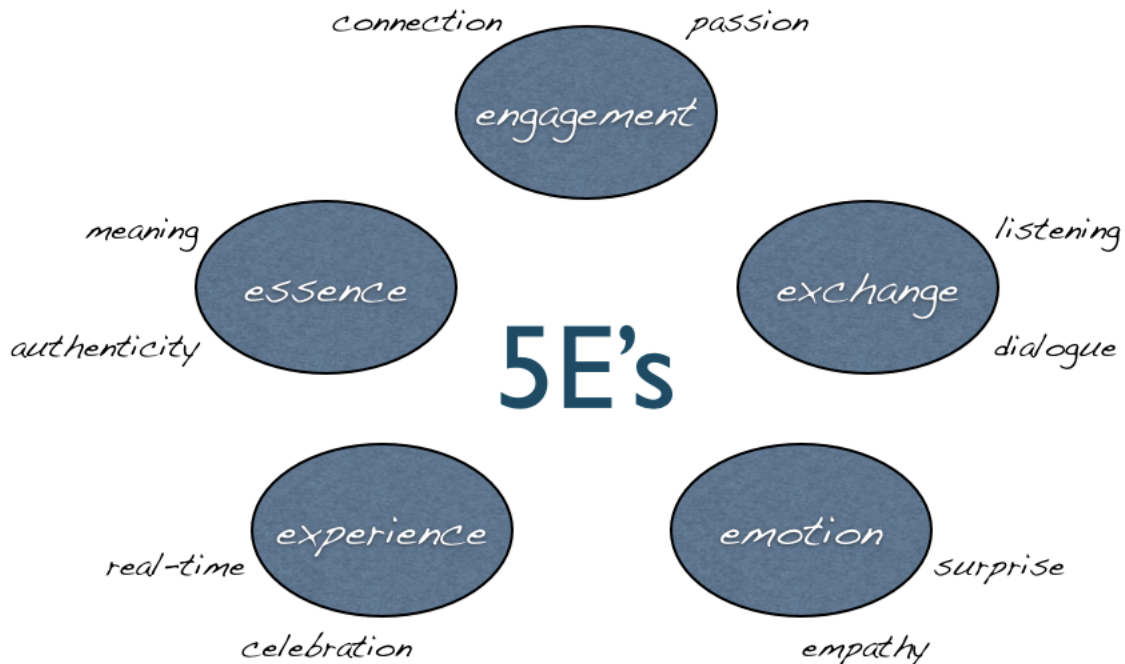 connection
passion
engagement
meaning
listening
essence
exchange
authenticity
dialogue
5E's
experience
emotion
real-time
surprise
celebration
empathy